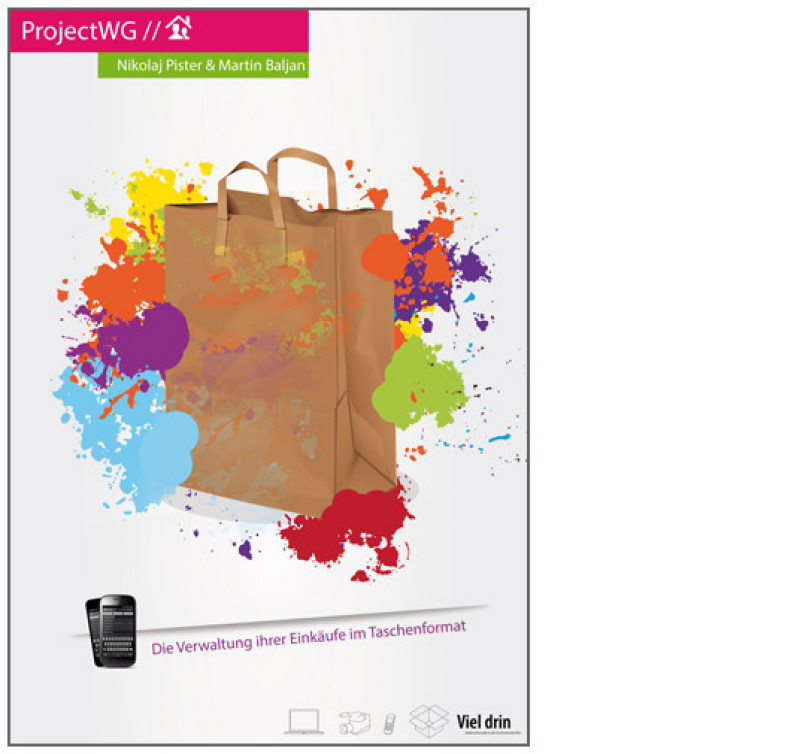 ProjectWG //
Nikolaj Pister & Martin Baljan
Die Verwaltung ihrer Einkäufe im Taschenformat
Viel drin